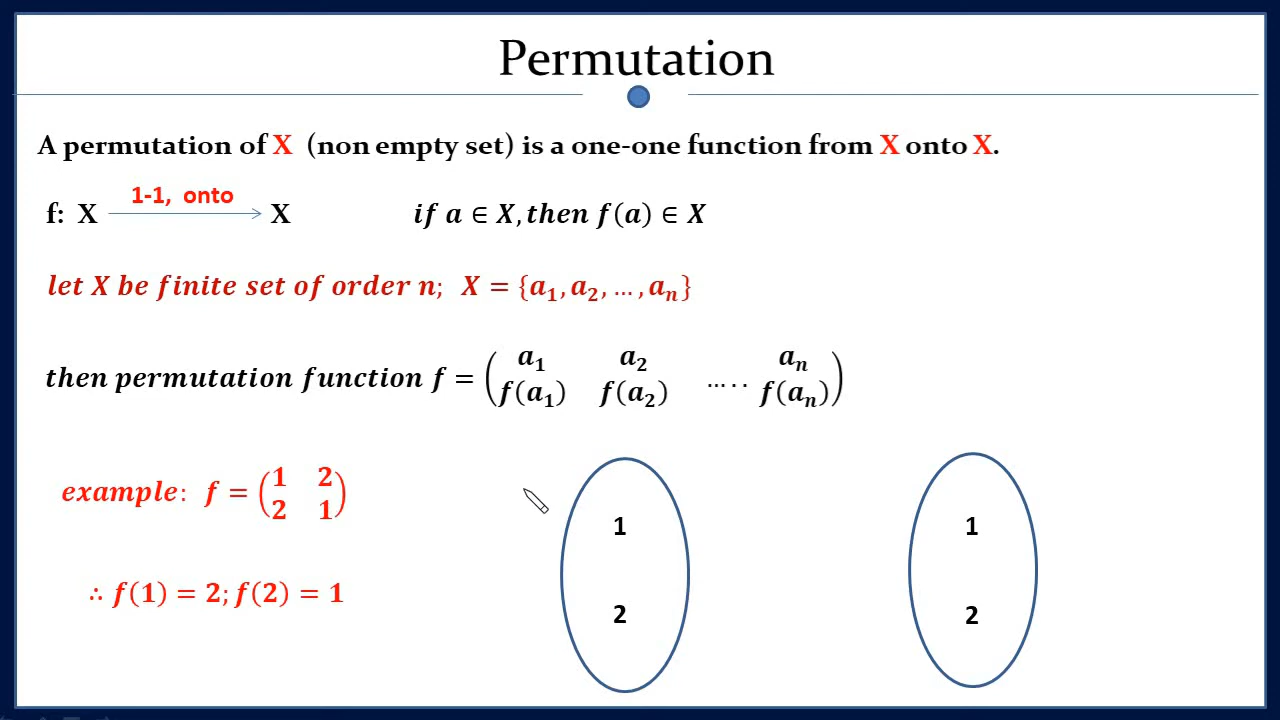 Permutation
A permutation of X (non empty set) is a one-one function from X onto X.
1-1, onto
f: X X if a ∈ X, then f(a) ∈ X
let X be finite set of order n; X = {a₁, a₂, … , aₙ}
then permutation function f = ( a₁ a₂ ..... aₙ )
f(a₁) f(a₂) f(aₙ)
example: f = ( 1 2 )
2 1
∴ f(1) = 2; f(2) = 1
1 1
2 2